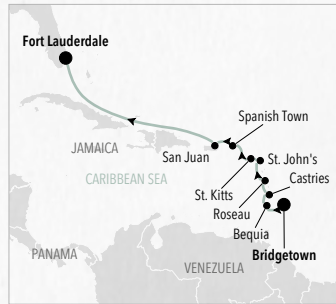 Fort Lauderdale
Spanish Town
JAMAICA
San Juan
St. John's
CARIBBEAN SEA
Castries
St. Kitts
Roseau
Bequia
PANAMA
Bridgetown
VENEZUELA